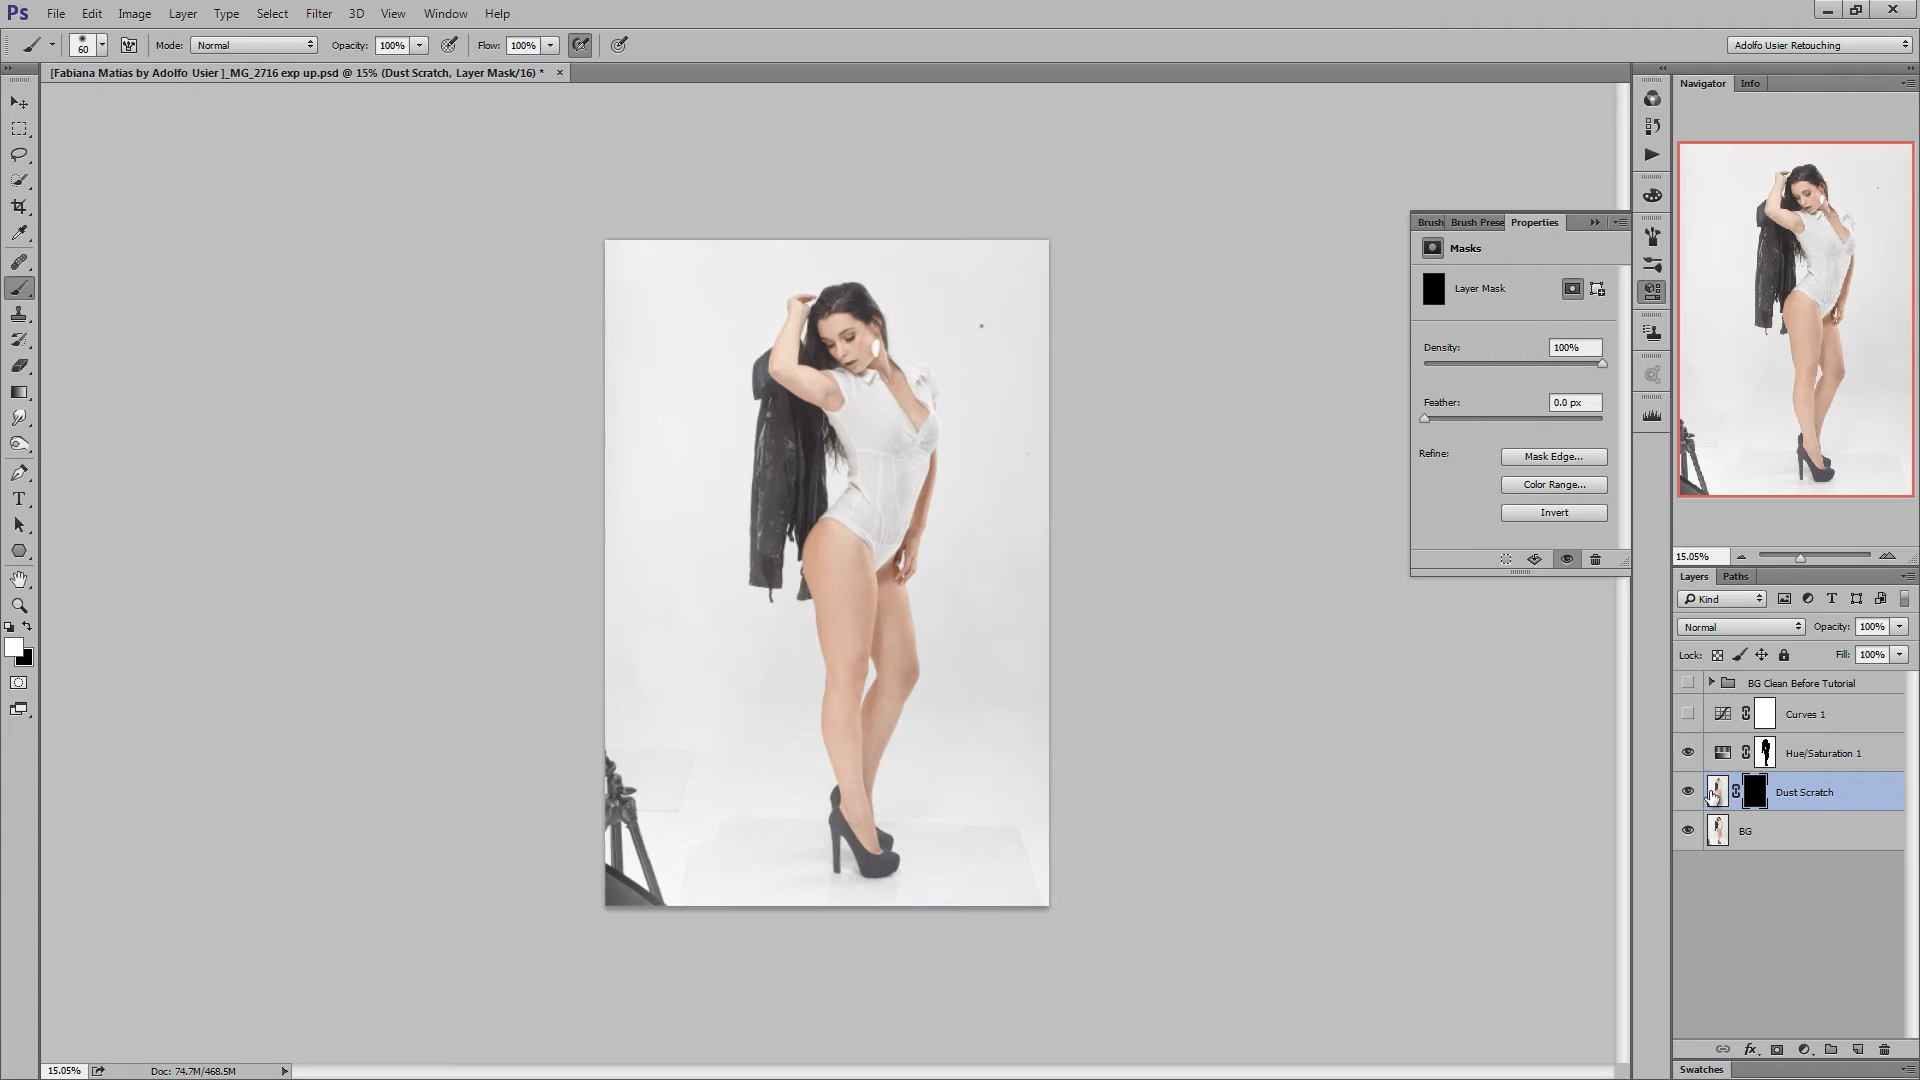 Ps File Edit Image Layer Type Select Filter 3D View Window Help
60 Mode: Normal Opacity: 100% Flow: 100% Adolfo Usier Retouching
[Fabiana Matias by Adolfo Usier ]_MG_2716 exp up.psd @ 15% (Dust Scratch, Layer Mask/16) * ×
Navigator Info
Brush Brush Prese Properties
Masks
Layer Mask
Density: 100%
Feather: 0.0 px
Refine: Mask Edge...
Color Range...
Invert
15.05%
Layers Paths
Kind T
Normal Opacity: 100%
Lock: Fill: 100%
BG Clean Before Tutorial
Curves 1
Hue/Saturation 1
Dust Scratch
BG
fx
Swatches
T
15.05% Doc: 74.7M/468.5M